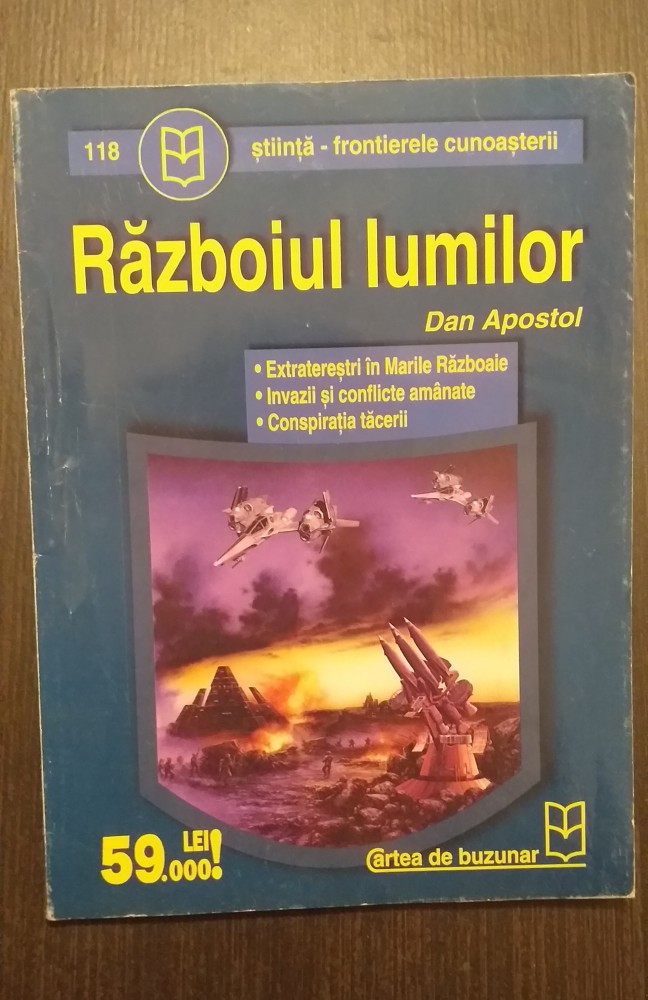 118
știință - frontierele cunoașterii
Războiul lumilor
Dan Apostol
• Extratereștri în Marile Războaie
• Invazii și conflicte amânate
• Conspirația tăcerii
59.000 LEI!
Cartea de buzunar